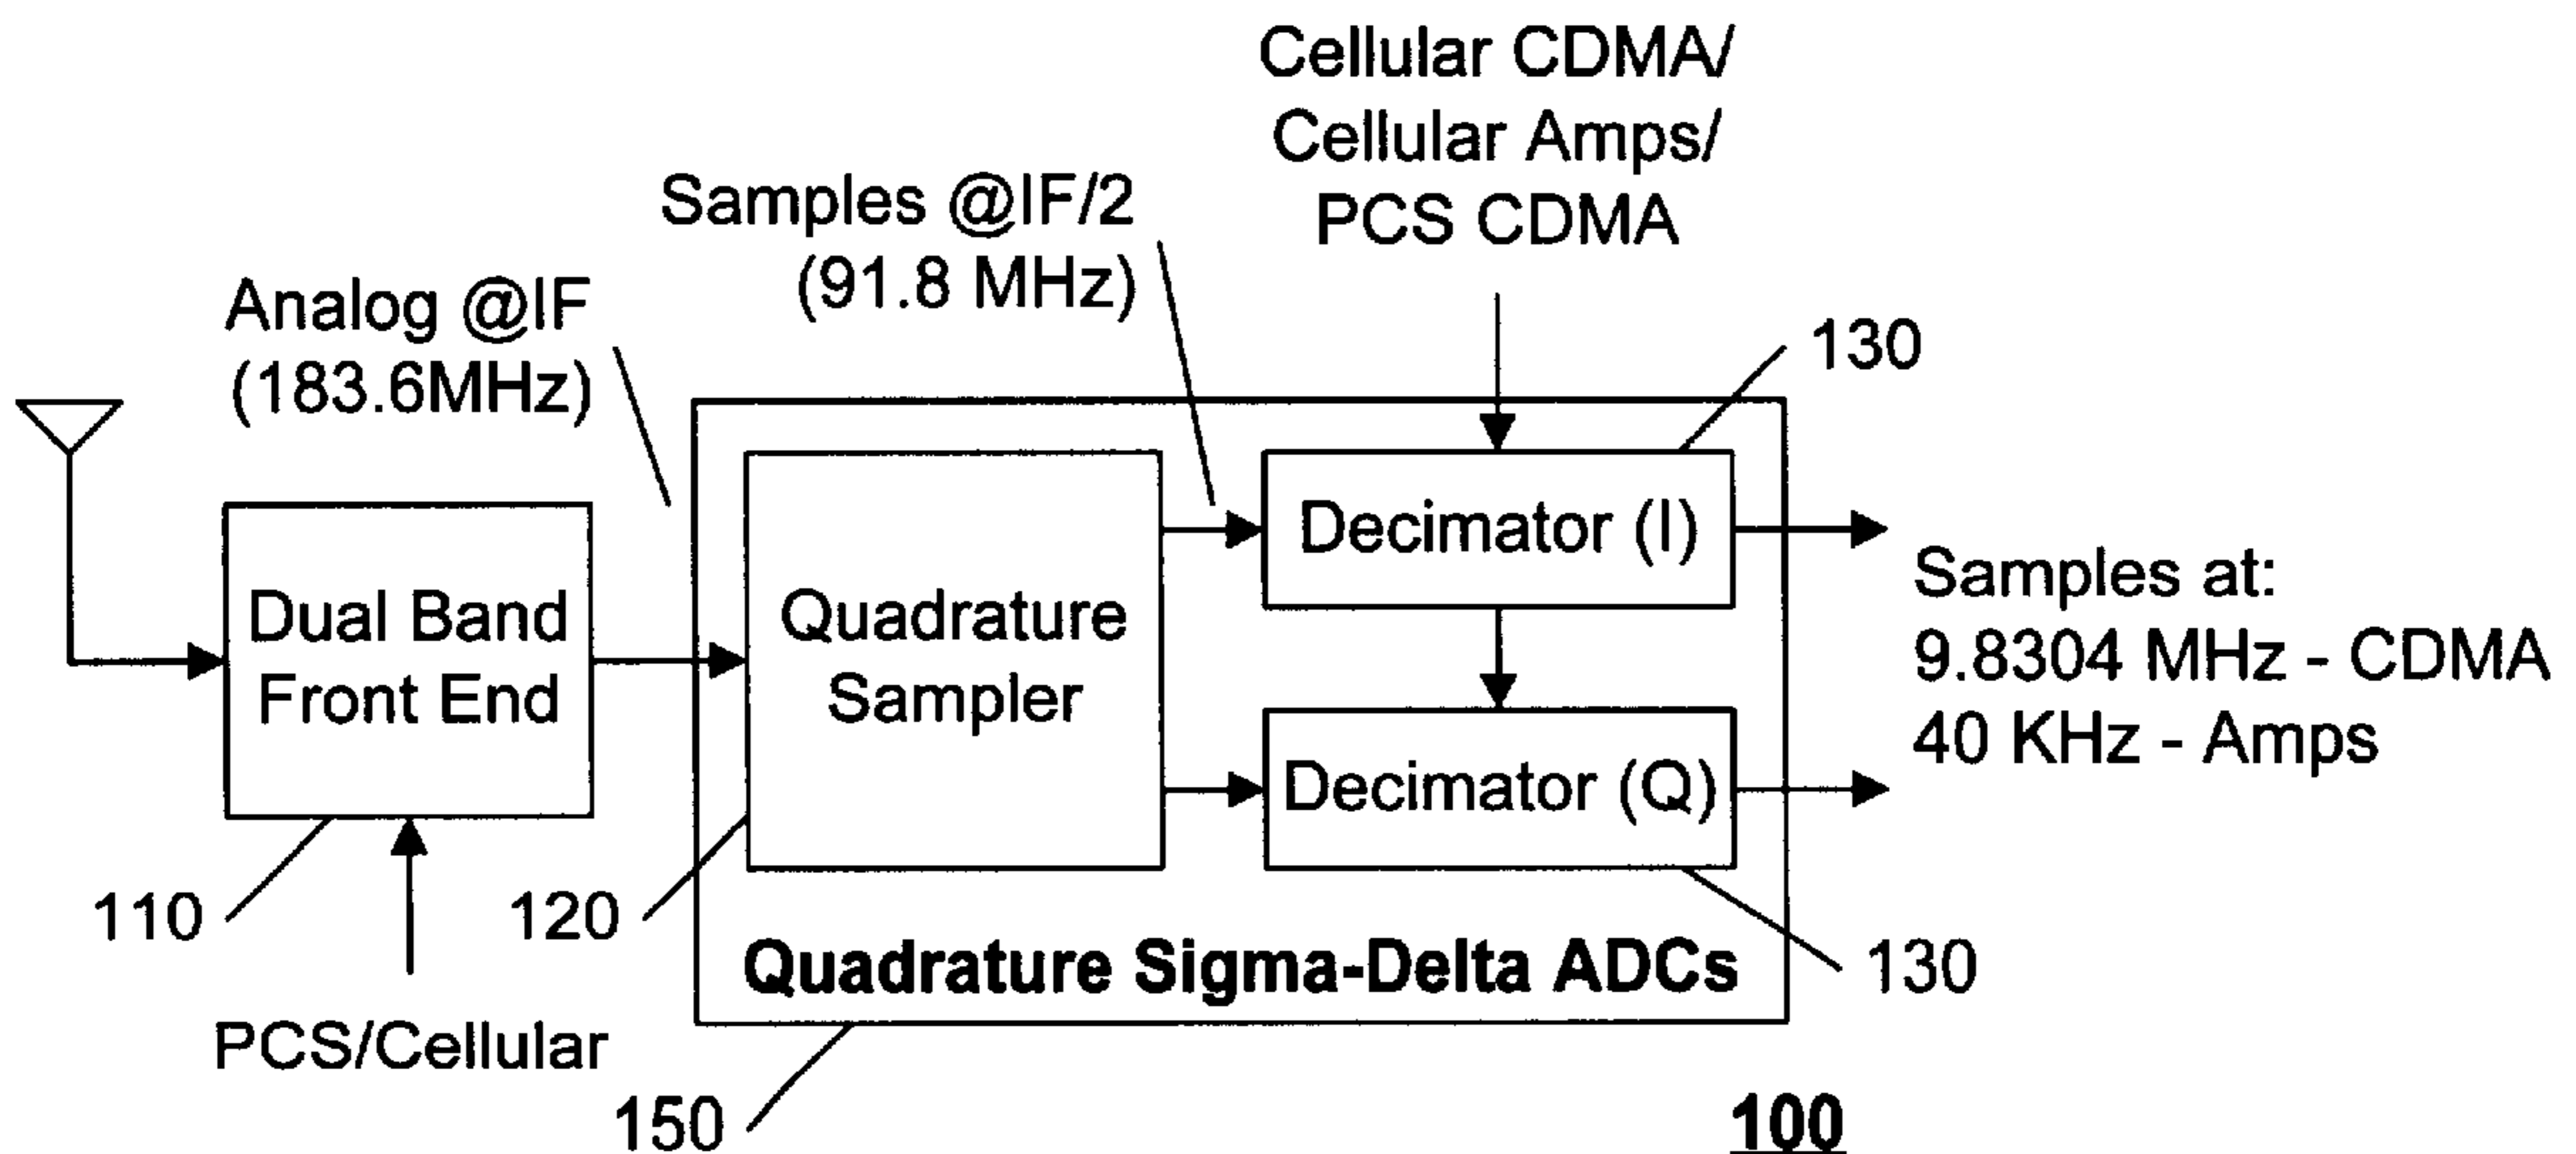 Cellular CDMA/
Cellular Amps/
PCS CDMA
Samples @IF/2
(91.8 MHz)
Analog @IF
(183.6MHz)
130
Dual Band
Front End
Quadrature
Sampler
Decimator (I)
Decimator (Q)
Samples at:
9.8304 MHz - CDMA
40 KHz - Amps
110
120
Quadrature Sigma-Delta ADCs
130
PCS/Cellular
150
100